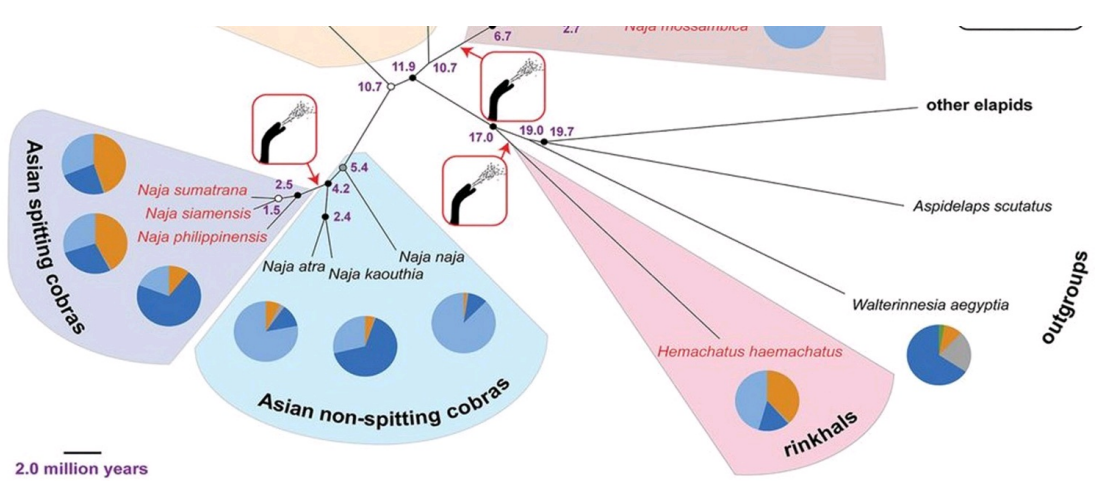 6.7
2.7
Naja mossambica
11.9
10.7
10.7
17.0
19.0
19.7
other elapids
Asian spitting cobras
5.4
4.2
2.5
1.5
2.4
Naja sumatrana
Naja siamensis
Naja philippinensis
Naja atra
Naja kaouthia
Naja naja
Aspidelaps scutatus
Walterinnesia aegyptia
outgroups
Hemachatus haemachatus
Asian non-spitting cobras
rinkhals
2.0 million years